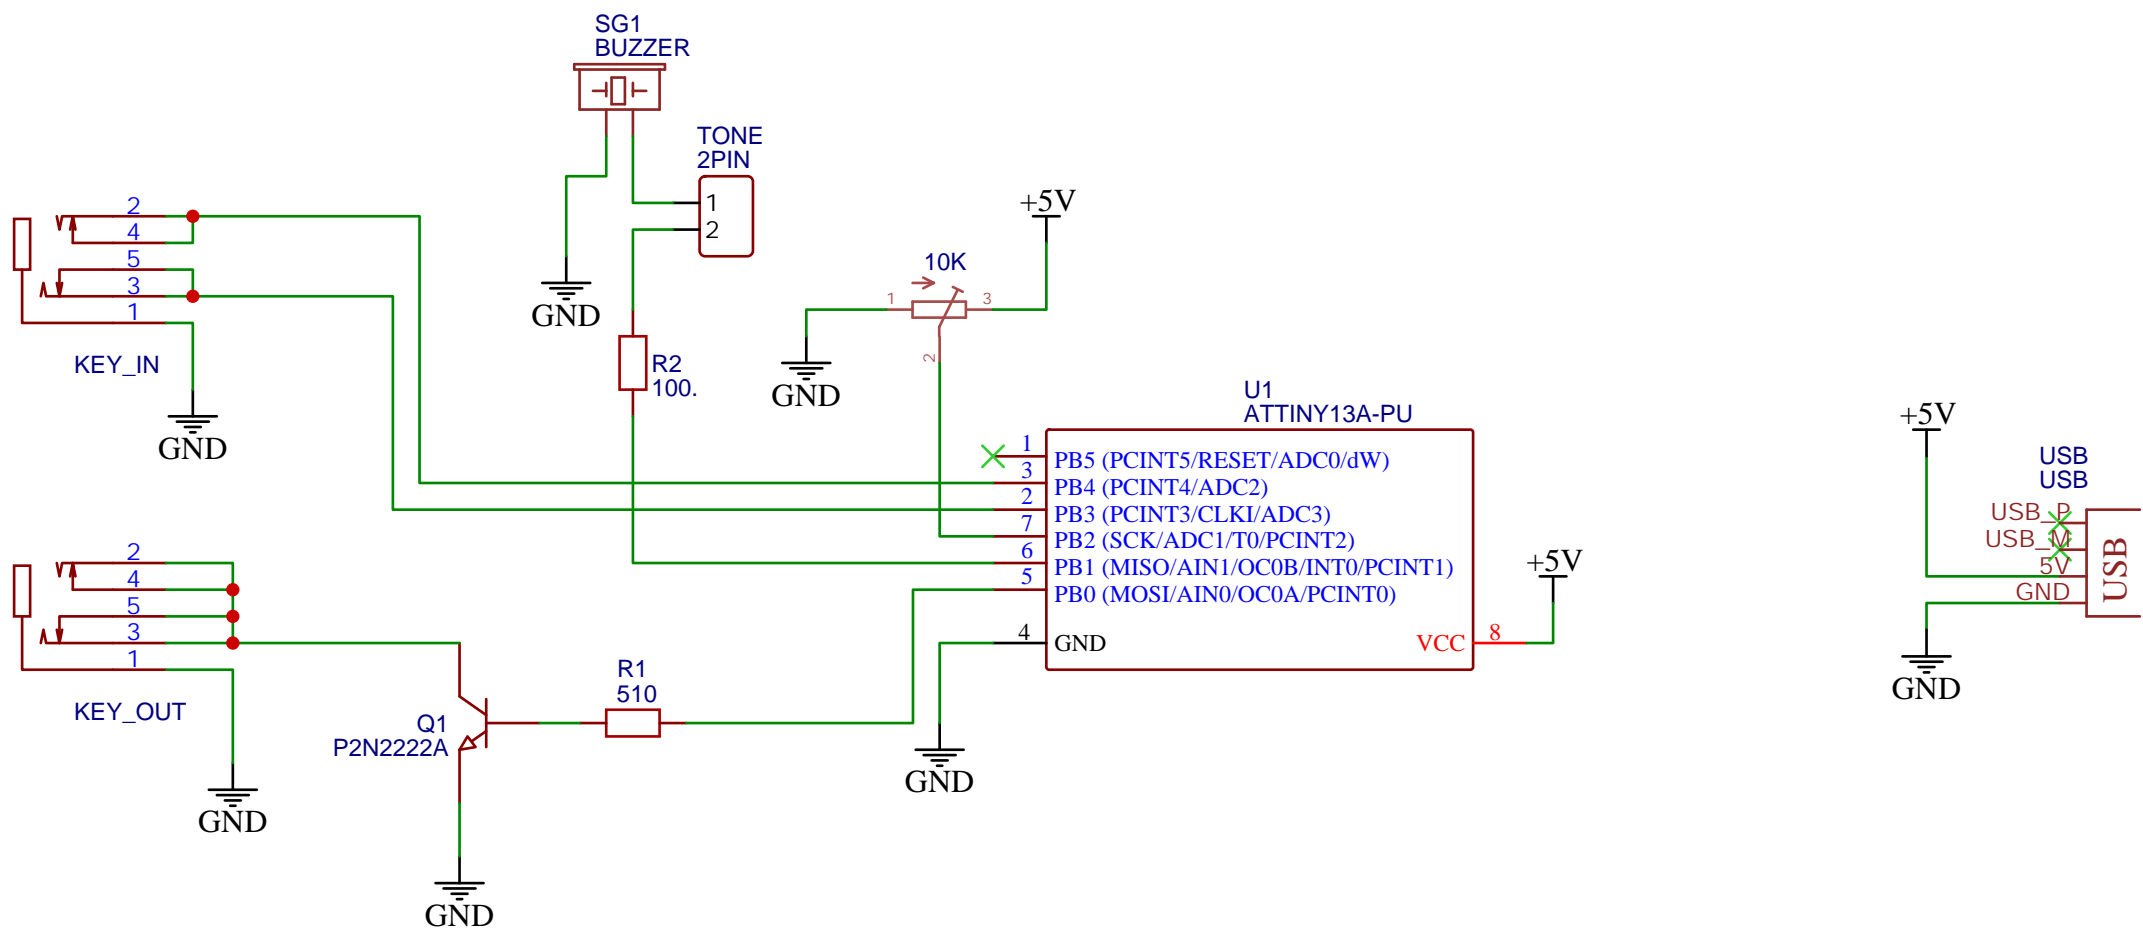 SG1
BUZZER
TONE
2PIN
1
2
2
4
5
3
1
KEY_IN
GND
GND
+5V
10K
1
3
2
GND
R2
100.
U1
ATTINY13A-PU
1
PB5 (PCINT5/RESET/ADC0/dW)
3
PB4 (PCINT4/ADC2)
2
PB3 (PCINT3/CLKI/ADC3)
7
PB2 (SCK/ADC1/T0/PCINT2)
6
PB1 (MISO/AIN1/OC0B/INT0/PCINT1)
5
PB0 (MOSI/AIN0/OC0A/PCINT0)
4
GND
VCC
8
+5V
GND
2
4
5
3
1
KEY_OUT
GND
Q1
P2N2222A
GND
R1
510
+5V
USB
USB
USB_P
USB_M
5V
GND
USB
GND